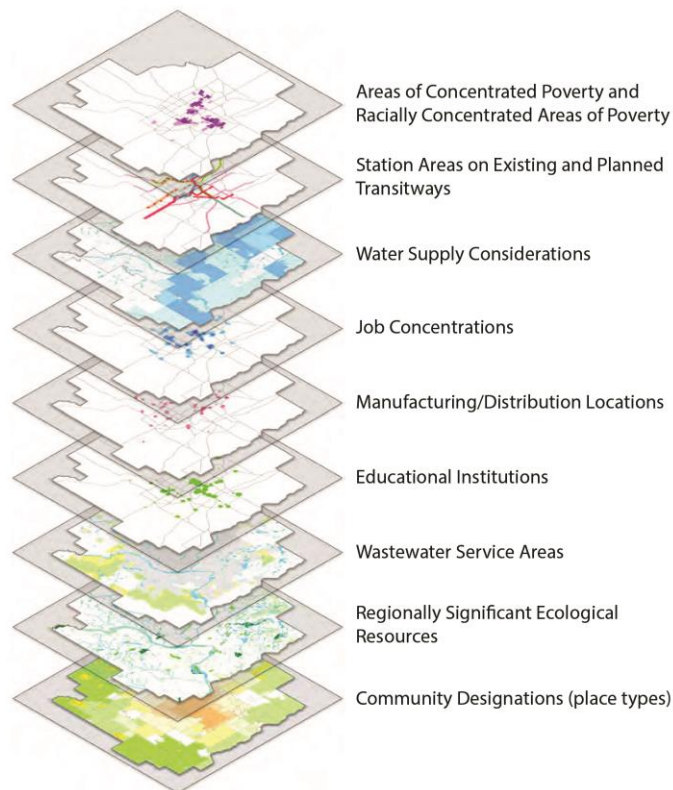 Areas of Concentrated Poverty and
Racially Concentrated Areas of Poverty
Station Areas on Existing and Planned
Transitways
Water Supply Considerations
Job Concentrations
Manufacturing/Distribution Locations
Educational Institutions
Wastewater Service Areas
Regionally Significant Ecological
Resources
Community Designations (place types)